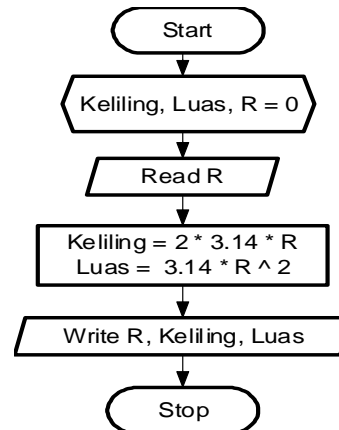 Start
Keliling, Luas, R = 0
Read R
Keliling = 2 * 3.14 * R
Luas = 3.14 * R ^ 2
Write R, Keliling, Luas
Stop